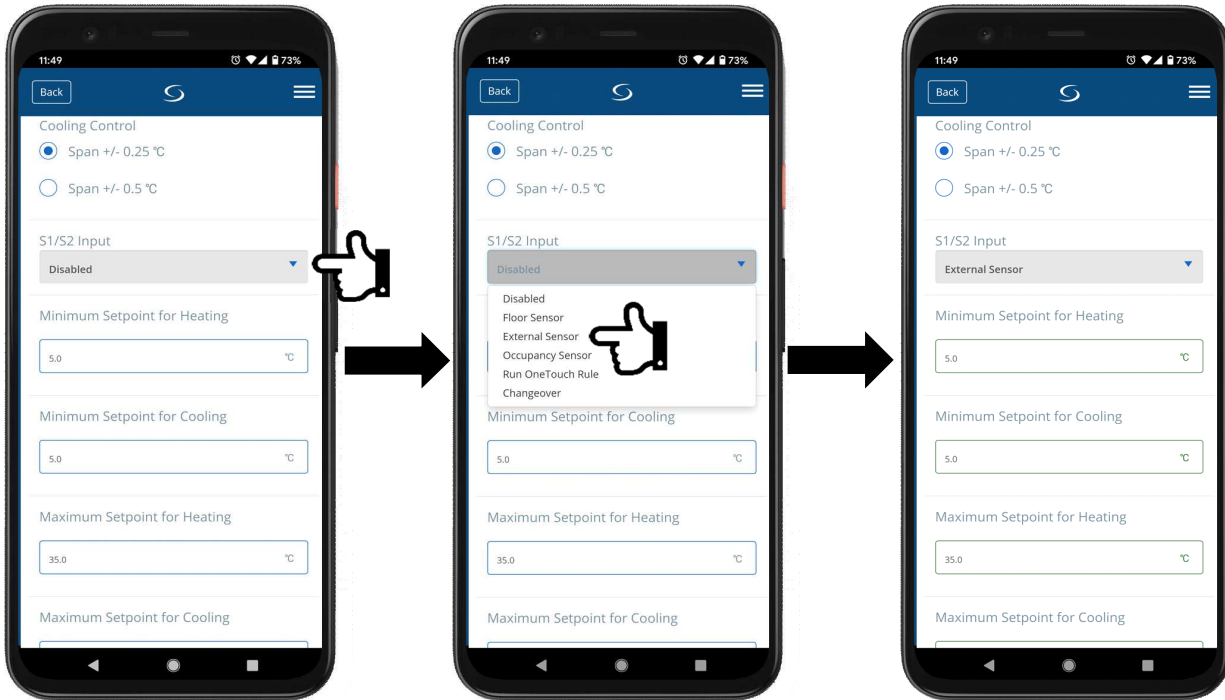 11:49
73%
Back
Cooling Control
Span +/- 0.25 ℃
Span +/- 0.5 ℃
S1/S2 Input
Disabled
Minimum Setpoint for Heating
5.0 ℃
Minimum Setpoint for Cooling
5.0 ℃
Maximum Setpoint for Heating
35.0 ℃
Maximum Setpoint for Cooling
11:49
73%
Back
Cooling Control
Span +/- 0.25 ℃
Span +/- 0.5 ℃
S1/S2 Input
Disabled
Disabled
Floor Sensor
External Sensor
Occupancy Sensor
Run OneTouch Rule
Changeover
Minimum Setpoint for Cooling
5.0 ℃
Maximum Setpoint for Heating
35.0 ℃
Maximum Setpoint for Cooling
11:49
73%
Back
Cooling Control
Span +/- 0.25 ℃
Span +/- 0.5 ℃
S1/S2 Input
External Sensor
Minimum Setpoint for Heating
5.0 ℃
Minimum Setpoint for Cooling
5.0 ℃
Maximum Setpoint for Heating
35.0 ℃
Maximum Setpoint for Cooling